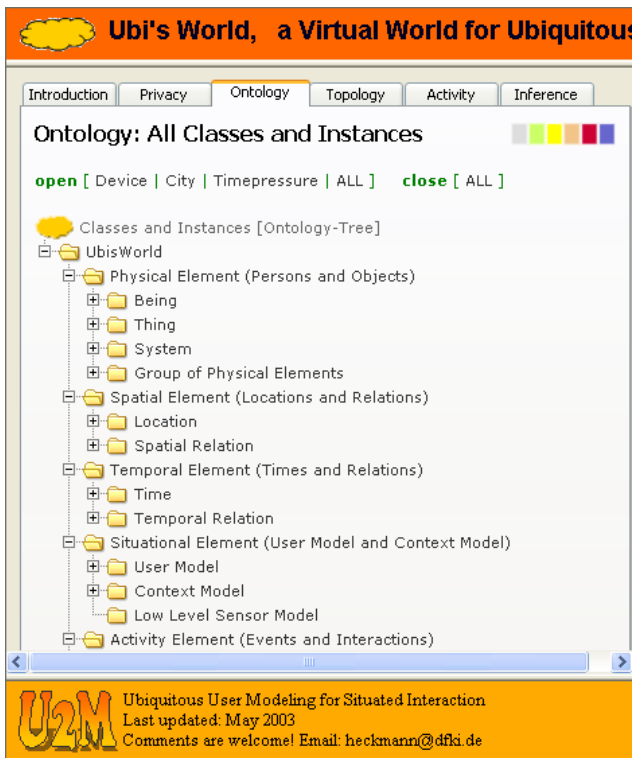 Ubi's World, a Virtual World for Ubiquitous
Introduction Privacy Ontology Topology Activity Inference
Ontology: All Classes and Instances
open [ Device | City | Timepressure | ALL ] close [ ALL ]
Classes and Instances [Ontology-Tree]
UbisWorld
Physical Element (Persons and Objects)
Being
Thing
System
Group of Physical Elements
Spatial Element (Locations and Relations)
Location
Spatial Relation
Temporal Element (Times and Relations)
Time
Temporal Relation
Situational Element (User Model and Context Model)
User Model
Context Model
Low Level Sensor Model
Activity Element (Events and Interactions)
U2M
Ubiquitous User Modeling for Situated Interaction
Last updated: May 2003
Comments are welcome! Email: heckmann@dfki.de